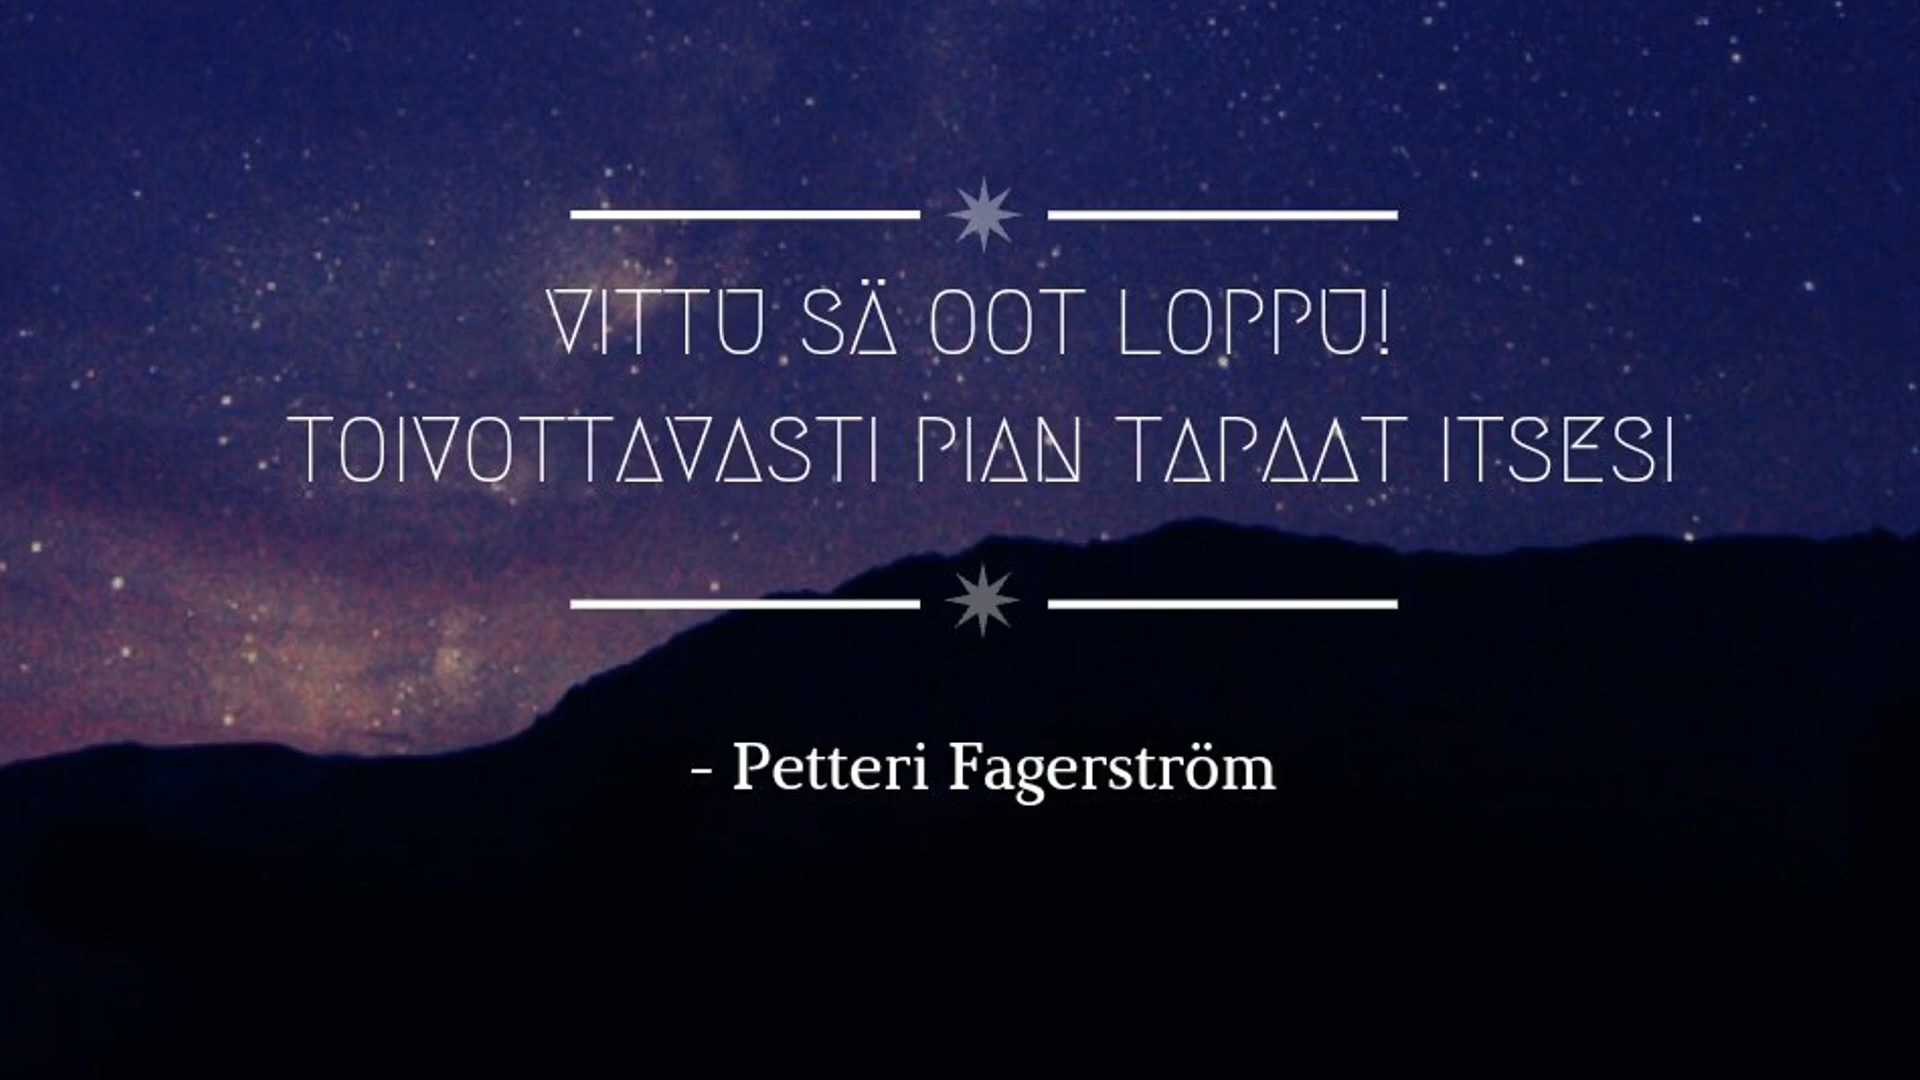 VITTU SÄ OOT LOPPU!
TOIVOTTAVASTI PIAN TAPAAT ITSESI
- Petteri Fagerström